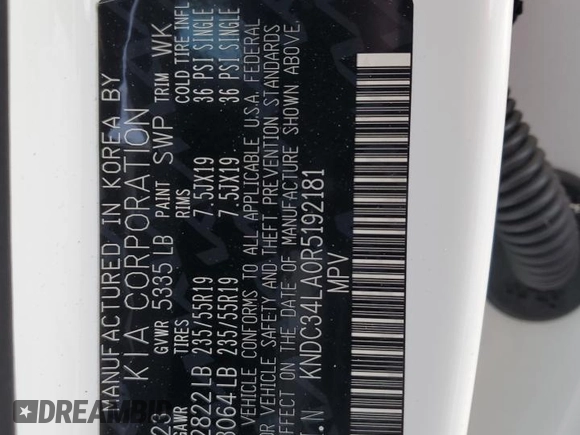 MANUFACTURED IN KOREA BY
KIA CORPORATION
23 GVWR 5335 LB PAINT SWP TRIM WK
GAWR TIRES RIMS COLD TIRE INFL
2822 LB 235/55R19 7.5JX19 36 PSI SINGLE
3064 LB 235/55R19 7.5JX19 36 PSI SINGLE
VEHICLE CONFORMS TO ALL APPLICABLE U.S.A. FEDERAL
VEHICLE SAFETY AND THEFT PREVENTION STANDARDS
EFFECT ON THE DATE OF MANUFACTURE SHOWN ABOVE.
N KNDC34LA0R5192181
MPV
DREAMBID